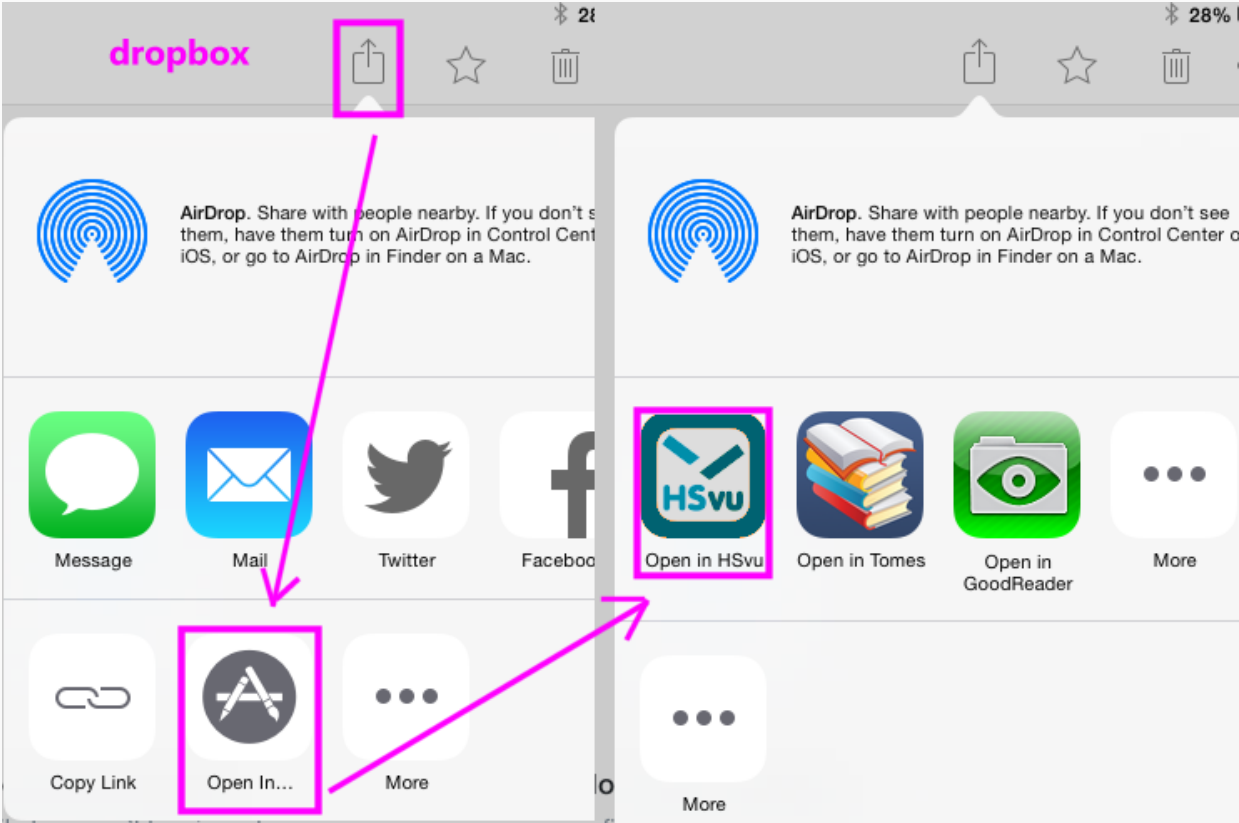 28
dropbox
AirDrop. Share with people nearby. If you don't s
them, have them turn on AirDrop in Control Cent
iOS, or go to AirDrop in Finder on a Mac.
Message
Mail
Twitter
Faceboo
Copy Link
Open In...
More
28%
AirDrop. Share with people nearby. If you don't see
them, have them turn on AirDrop in Control Center o
iOS, or go to AirDrop in Finder on a Mac.
HSvu
Open in HSvu
Open in Tomes
Open in
GoodReader
More
lo
More